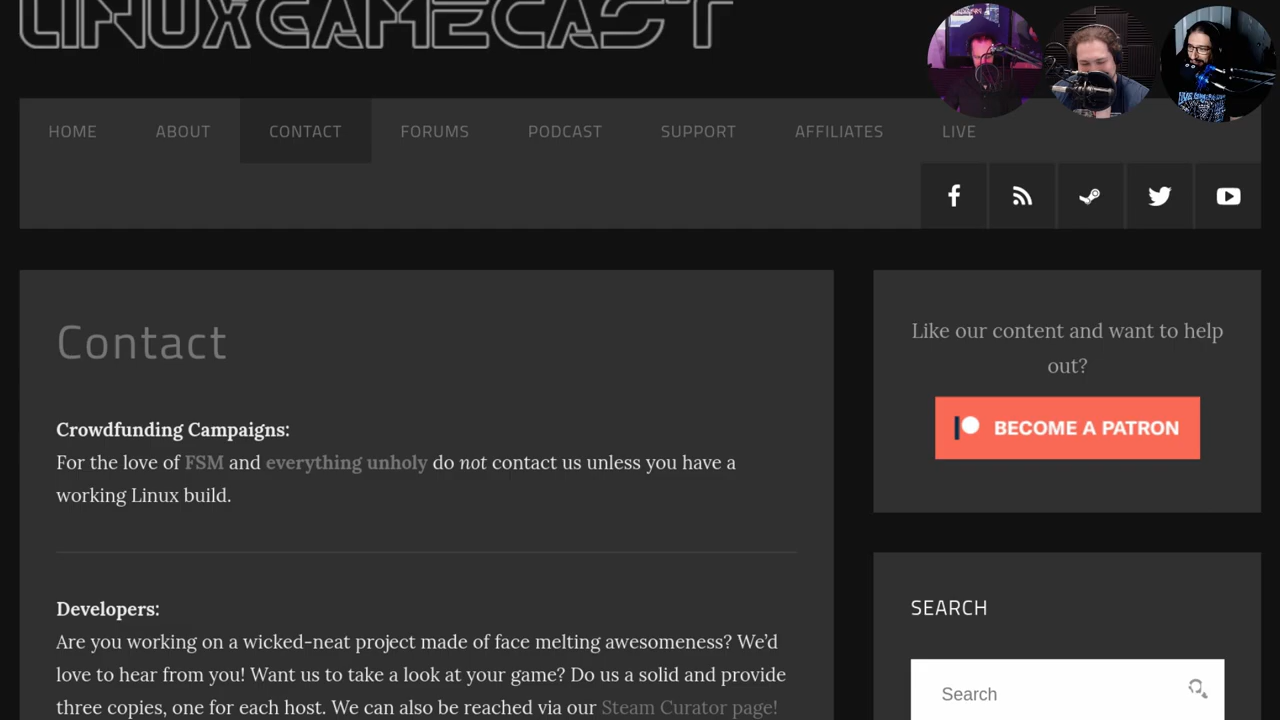 LINUXGAMECAST
HOME ABOUT CONTACT FORUMS PODCAST SUPPORT AFFILIATES LIVE
Contact
Crowdfunding Campaigns:
For the love of FSM and everything unholy do not contact us unless you have a
working Linux build.
Developers:
Are you working on a wicked-neat project made of face melting awesomeness? We’d
love to hear from you! Want us to take a look at your game? Do us a solid and provide
three copies, one for each host. We can also be reached via our Steam Curator page!
Like our content and want to help
out?
BECOME A PATRON
SEARCH
Search